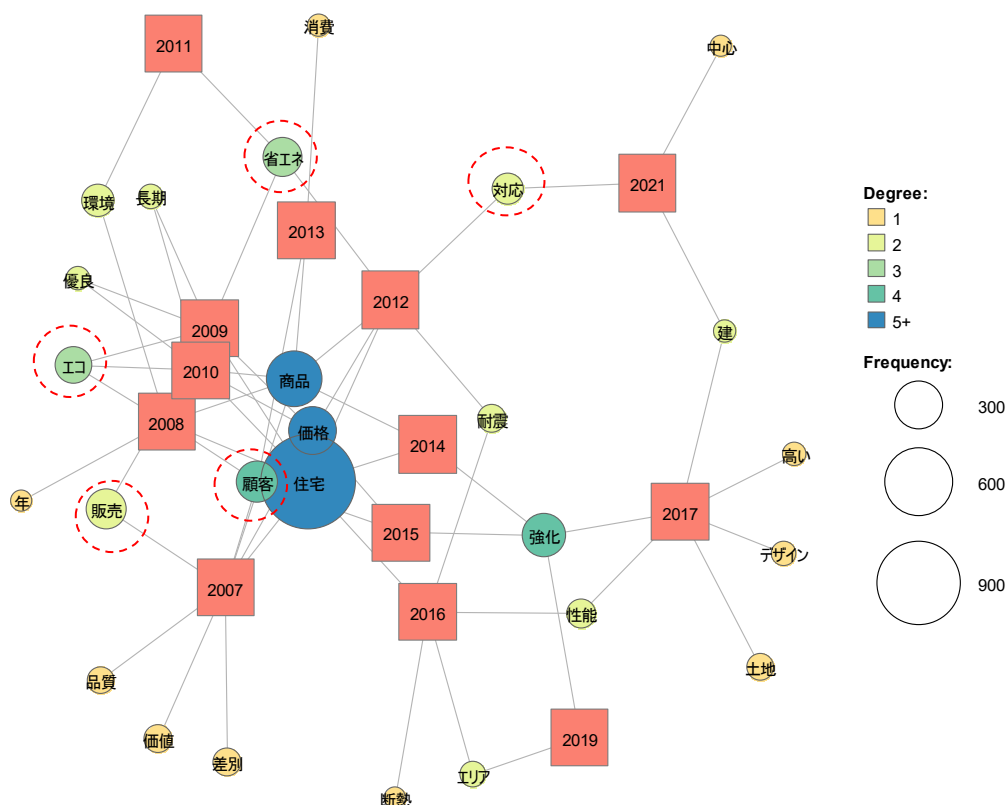 消費
2011
中心
省エネ
対応
2021
環境
長期
Degree:
1
2
3
4
5+
2013
優良
2012
2009
建
エコ
2010
商品
Frequency:
300
600
900
2008
価格
耐震
2014
高い
顧客
住宅
年
販売
2015
強化
2017
デザイン
2007
2016
性能
品質
土地
価値
差別
2019
エリア
断熱